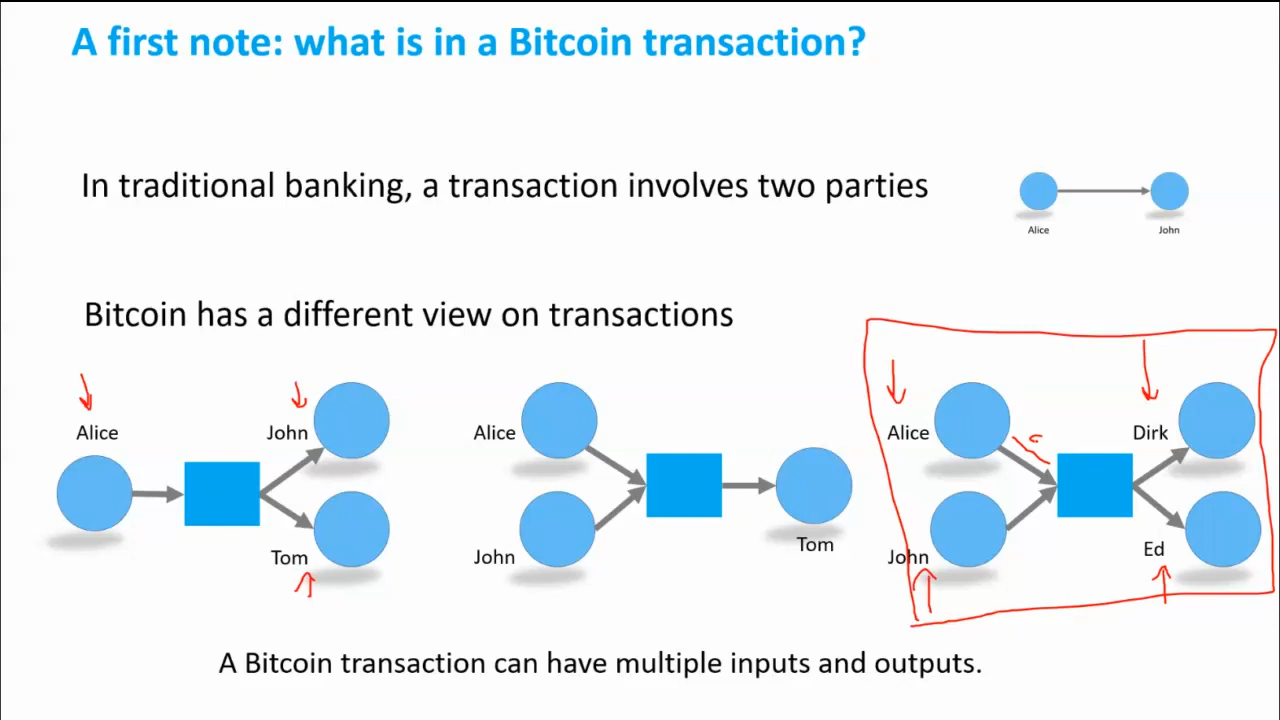 A first note: what is in a Bitcoin transaction?
In traditional banking, a transaction involves two parties
Alice
John
Bitcoin has a different view on transactions
Alice
John
Tom
Alice
John
Tom
Alice
John
Dirk
Ed
A Bitcoin transaction can have multiple inputs and outputs.